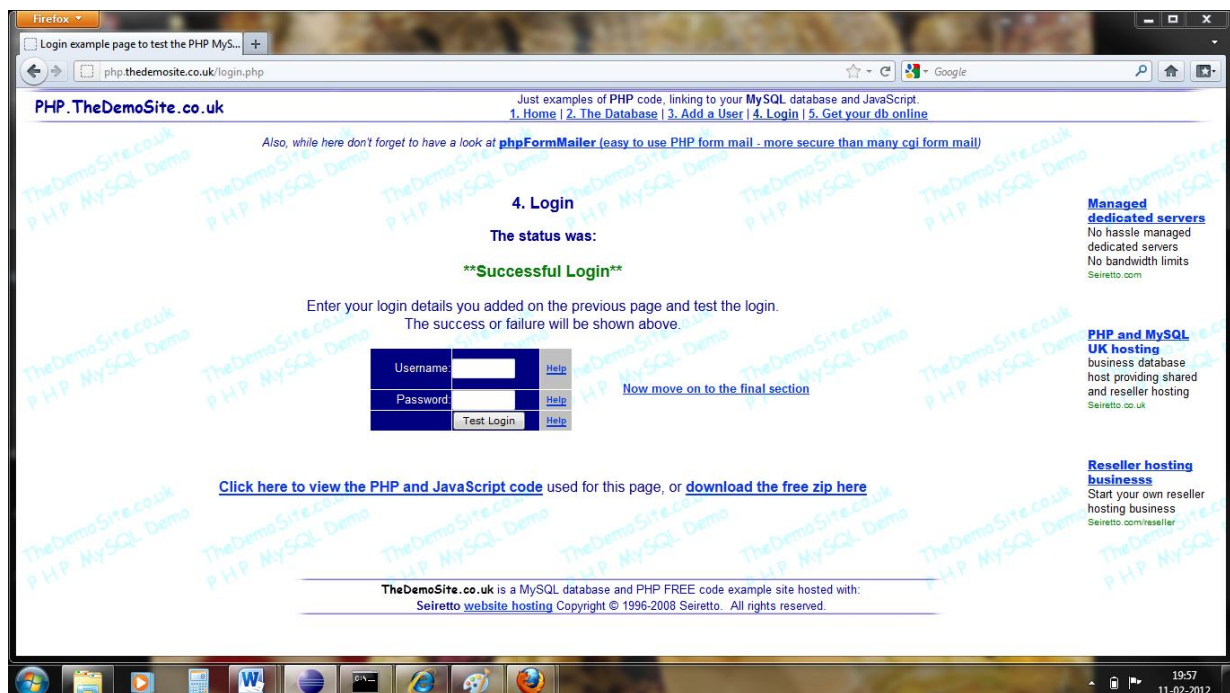 Firefox
Login example page to test the PHP MyS...
php.thedemosite.co.uk/login.php
Google
PHP.TheDemoSite.co.uk
Just examples of PHP code, linking to your MySQL database and JavaScript.
1. Home | 2. The Database | 3. Add a User | 4. Login | 5. Get your db online
Also, while here don't forget to have a look at phpFormMailer (easy to use PHP form mail - more secure than many cgi form mail)
TheDemoSite.co.uk
PHP MySQL Demo
4. Login
The status was:
**Successful Login**
Enter your login details you added on the previous page and test the login.
The success or failure will be shown above.
Username:
Help
Password:
Help
Test Login
Help
Now move on to the final section
Click here to view the PHP and JavaScript code used for this page, or download the free zip here
Managed
dedicated servers
No hassle managed
dedicated servers
No bandwidth limits
Seiretto.com
PHP and MySQL
UK hosting
business database
host providing shared
and reseller hosting
Seiretto.co.uk
Reseller hosting
businesss
Start your own reseller
hosting business
Seiretto.com/reseller
TheDemoSite.co.uk is a MySQL database and PHP FREE code example site hosted with:
Seiretto website hosting Copyright © 1996-2008 Seiretto. All rights reserved.
19:57
11-02-2012